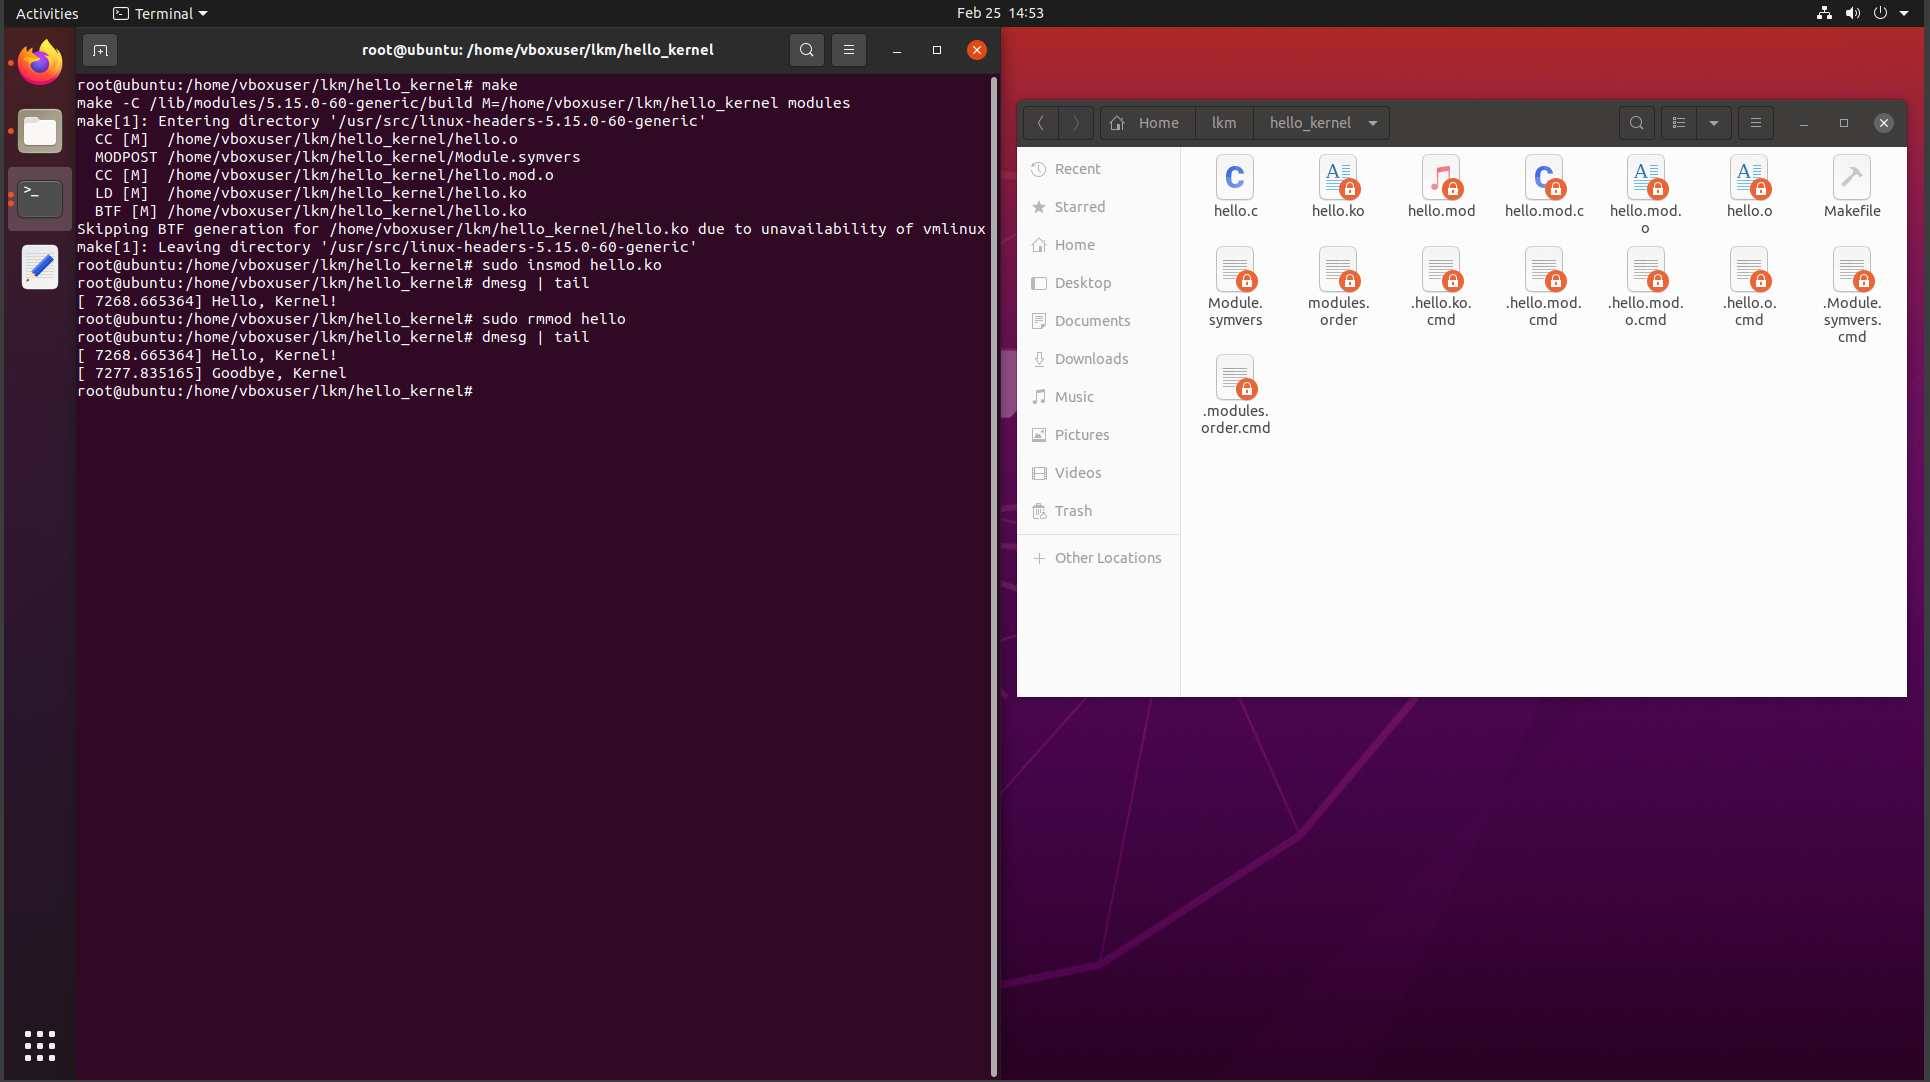 Activities
Terminal
Feb 25 14:53
root@ubuntu: /home/vboxuser/lkm/hello_kernel
root@ubuntu:/home/vboxuser/lkm/hello_kernel# make
make -C /lib/modules/5.15.0-60-generic/build M=/home/vboxuser/lkm/hello_kernel modules
make[1]: Entering directory '/usr/src/linux-headers-5.15.0-60-generic'
CC [M]  /home/vboxuser/lkm/hello_kernel/hello.o
MODPOST /home/vboxuser/lkm/hello_kernel/Module.symvers
CC [M]  /home/vboxuser/lkm/hello_kernel/hello.mod.o
LD [M]  /home/vboxuser/lkm/hello_kernel/hello.ko
BTF [M] /home/vboxuser/lkm/hello_kernel/hello.ko
Skipping BTF generation for /home/vboxuser/lkm/hello_kernel/hello.ko due to unavailability of vmlinux
make[1]: Leaving directory '/usr/src/linux-headers-5.15.0-60-generic'
root@ubuntu:/home/vboxuser/lkm/hello_kernel# sudo insmod hello.ko
root@ubuntu:/home/vboxuser/lkm/hello_kernel# dmesg | tail
[ 7268.665364] Hello, Kernel!
root@ubuntu:/home/vboxuser/lkm/hello_kernel# sudo rmmod hello
root@ubuntu:/home/vboxuser/lkm/hello_kernel# dmesg | tail
[ 7268.665364] Hello, Kernel!
[ 7277.835165] Goodbye, Kernel
root@ubuntu:/home/vboxuser/lkm/hello_kernel#
Home
lkm
hello_kernel
Recent
Starred
Home
Desktop
Documents
Downloads
Music
Pictures
Videos
Trash
Other Locations
hello.c
hello.ko
hello.mod
hello.mod.c
hello.mod.
o
hello.o
Makefile
Module.
symvers
modules.
order
.hello.ko.
cmd
.hello.mod.
cmd
.hello.mod.
o.cmd
.hello.o.
cmd
.Module.
symvers.
cmd
.modules.
order.cmd